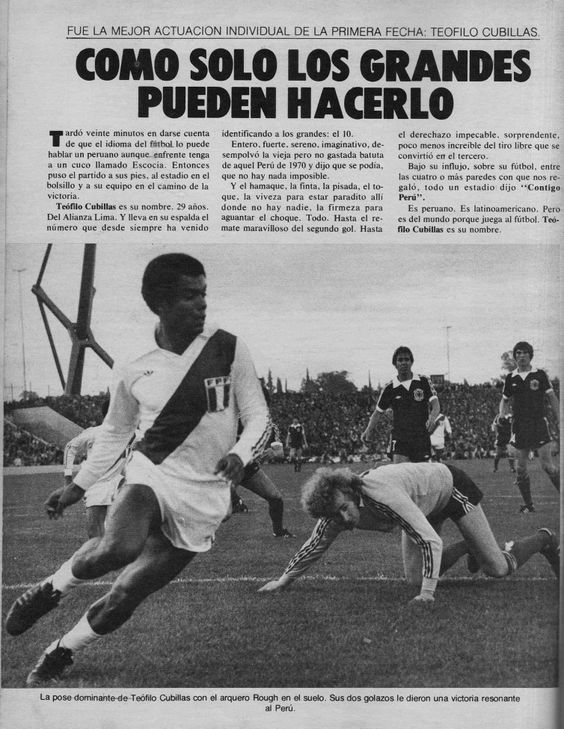 FUE LA MEJOR ACTUACION INDIVIDUAL DE LA PRIMERA FECHA: TEOFILO CUBILLAS.
COMO SOLO LOS GRANDES
PUEDEN HACERLO
Tardó veinte minutos en darse cuenta
de que el idioma del fútbol lo puede
hablar un peruano aunque enfrente tenga
a un cuco llamado Escocia. Entonces
puso el partido a sus pies, al estadio en el
bolsillo y a su equipo en el camino de la
victoria.
Teófilo Cubillas es su nombre. 29 años.
Del Alianza Lima. Y lleva en su espalda el
número que desde siempre ha venido
identificando a los grandes: el 10.
Entero, fuerte, sereno, imaginativo, de-
sempolvó la vieja pero no gastada batuta
de aquel Perú de 1970 y dijo que se podía,
que no hay nada imposible.
Y el hamaque, la finta, la pisada, el to-
que, la viveza para estar paradito allí
donde no hay nadie, la firmeza para
aguantar el choque. Todo. Hasta el re-
mate maravilloso del segundo gol. Hasta
el derechazo impecable, sorprendente,
poco menos increíble del tiro libre que se
convirtió en el tercero.
Bajo su influjo, sobre su fútbol, entre
las cuatro o más paredes con que nos re-
galó, todo un estadio dijo "Contigo
Perú".
Es peruano. Es latinoamericano. Pero
es del mundo porque juega al fútbol. Teó-
filo Cubillas es su nombre.
FPF
La pose dominante de Teófilo Cubillas con el arquero Rough en el suelo. Sus dos golazos le dieron una victoria resonante
al Perú.